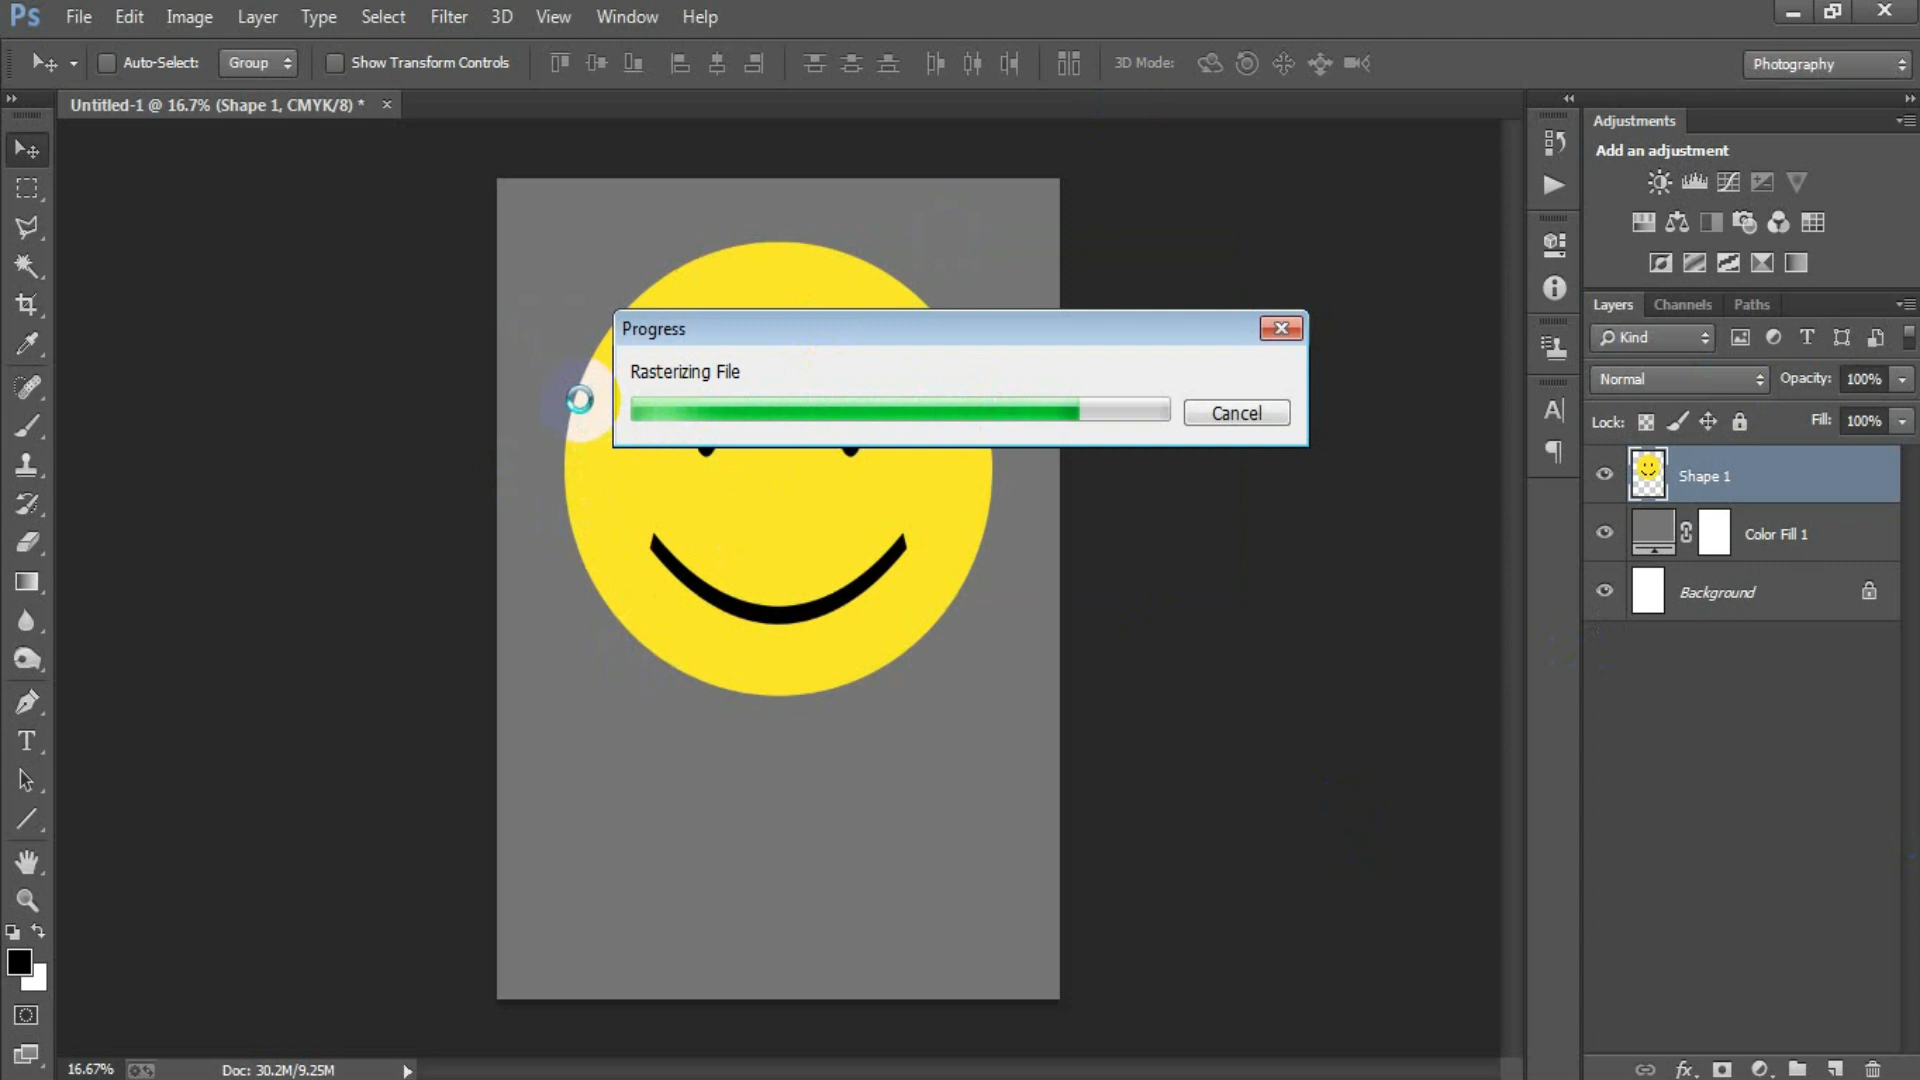 Ps File Edit Image Layer Type Select Filter 3D View Window Help
Auto-Select: Group Show Transform Controls 3D Mode: Photography
Untitled-1 @ 16.7% (Shape 1, CMYK/8) * ×
Adjustments
Add an adjustment
Layers Channels Paths
Kind
Normal Opacity: 100%
Lock: Fill: 100%
Shape 1
Color Fill 1
Background
Progress
Rasterizing File
Cancel
16.67% Doc: 30.2M/9.25M